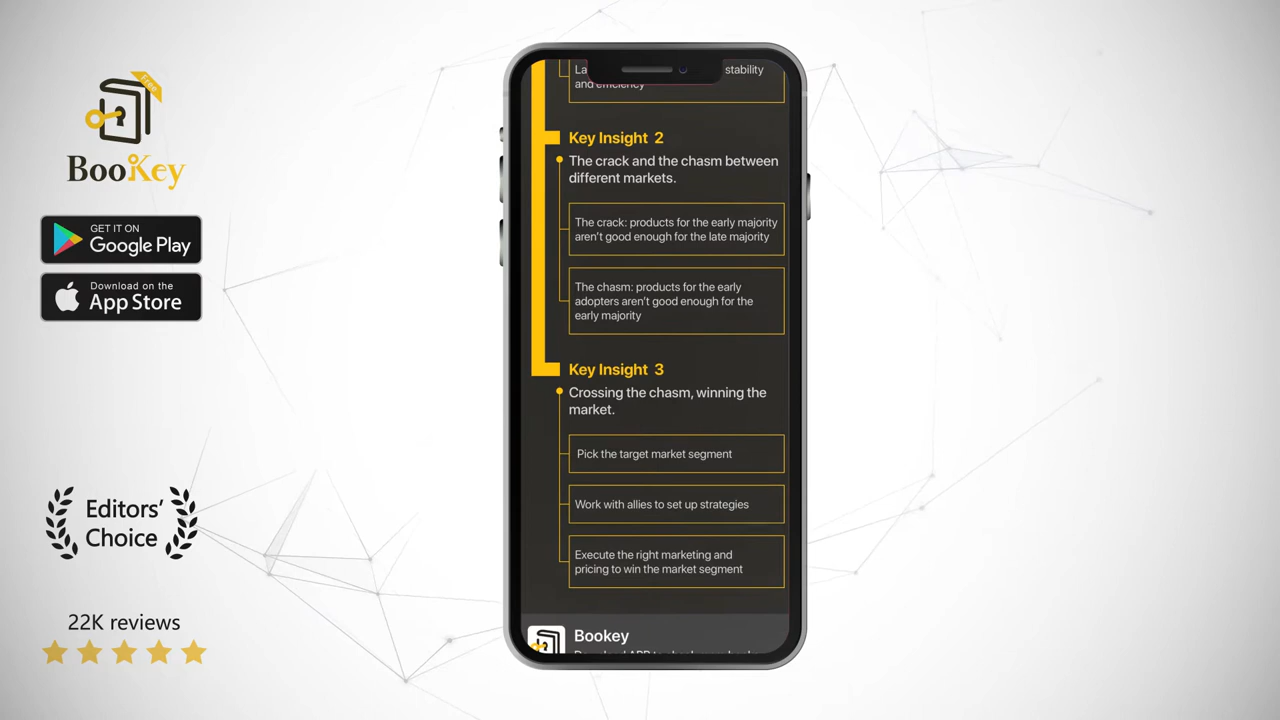 Free
BooKey
GET IT ON
Google Play
Download on the
App Store
Editors’
Choice
22K reviews
stability
and efficiency
Key Insight 2
The crack and the chasm between
different markets.
The crack: products for the early majority
aren’t good enough for the late majority
The chasm: products for the early
adopters aren’t good enough for the
early majority
Key Insight 3
Crossing the chasm, winning the
market.
Pick the target market segment
Work with allies to set up strategies
Execute the right marketing and
pricing to win the market segment
Bookey